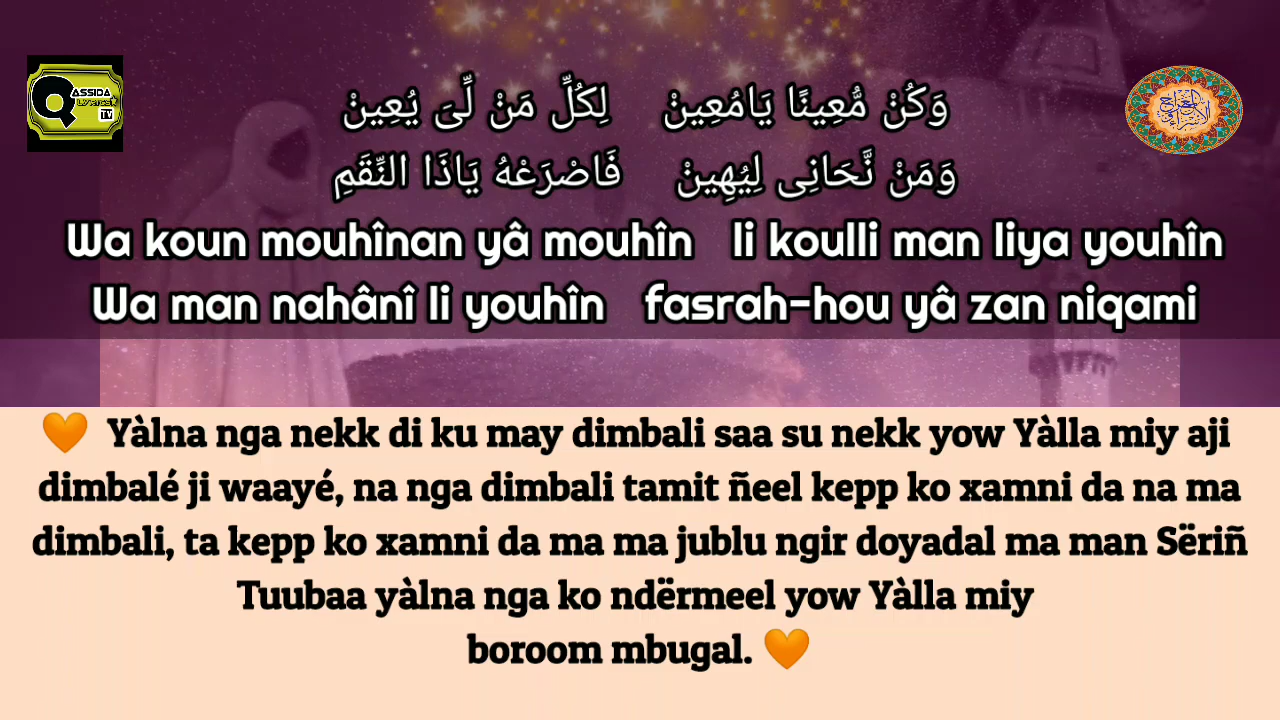 QASSIDA
LYRICS
TV
وَكُنْ مُّعِينًا يَامُعِينْ لِكُلِّ مَنْ لِّىَ يُعِينْ
وَمَنْ نَّحَانِى لِيُهِينْ فَاصْرَعْهُ يَاذَا النِّقَمِ
Wa koun mouhînan yâ mouhîn li koulli man liya youhîn
Wa man nahânî li youhîn fasrah-hou yâ zan niqami
🧡 Yàlna nga nekk di ku may dimbali saa su nekk yow Yàlla miy aji
dimbalé ji waayé, na nga dimbali tamit ñeel kepp ko xamni da na ma
dimbali, ta kepp ko xamni da ma ma jublu ngir doyadal ma man Sëriñ
Tuubaa yàlna nga ko ndërmeel yow Yàlla miy
boroom mbugal. 🧡